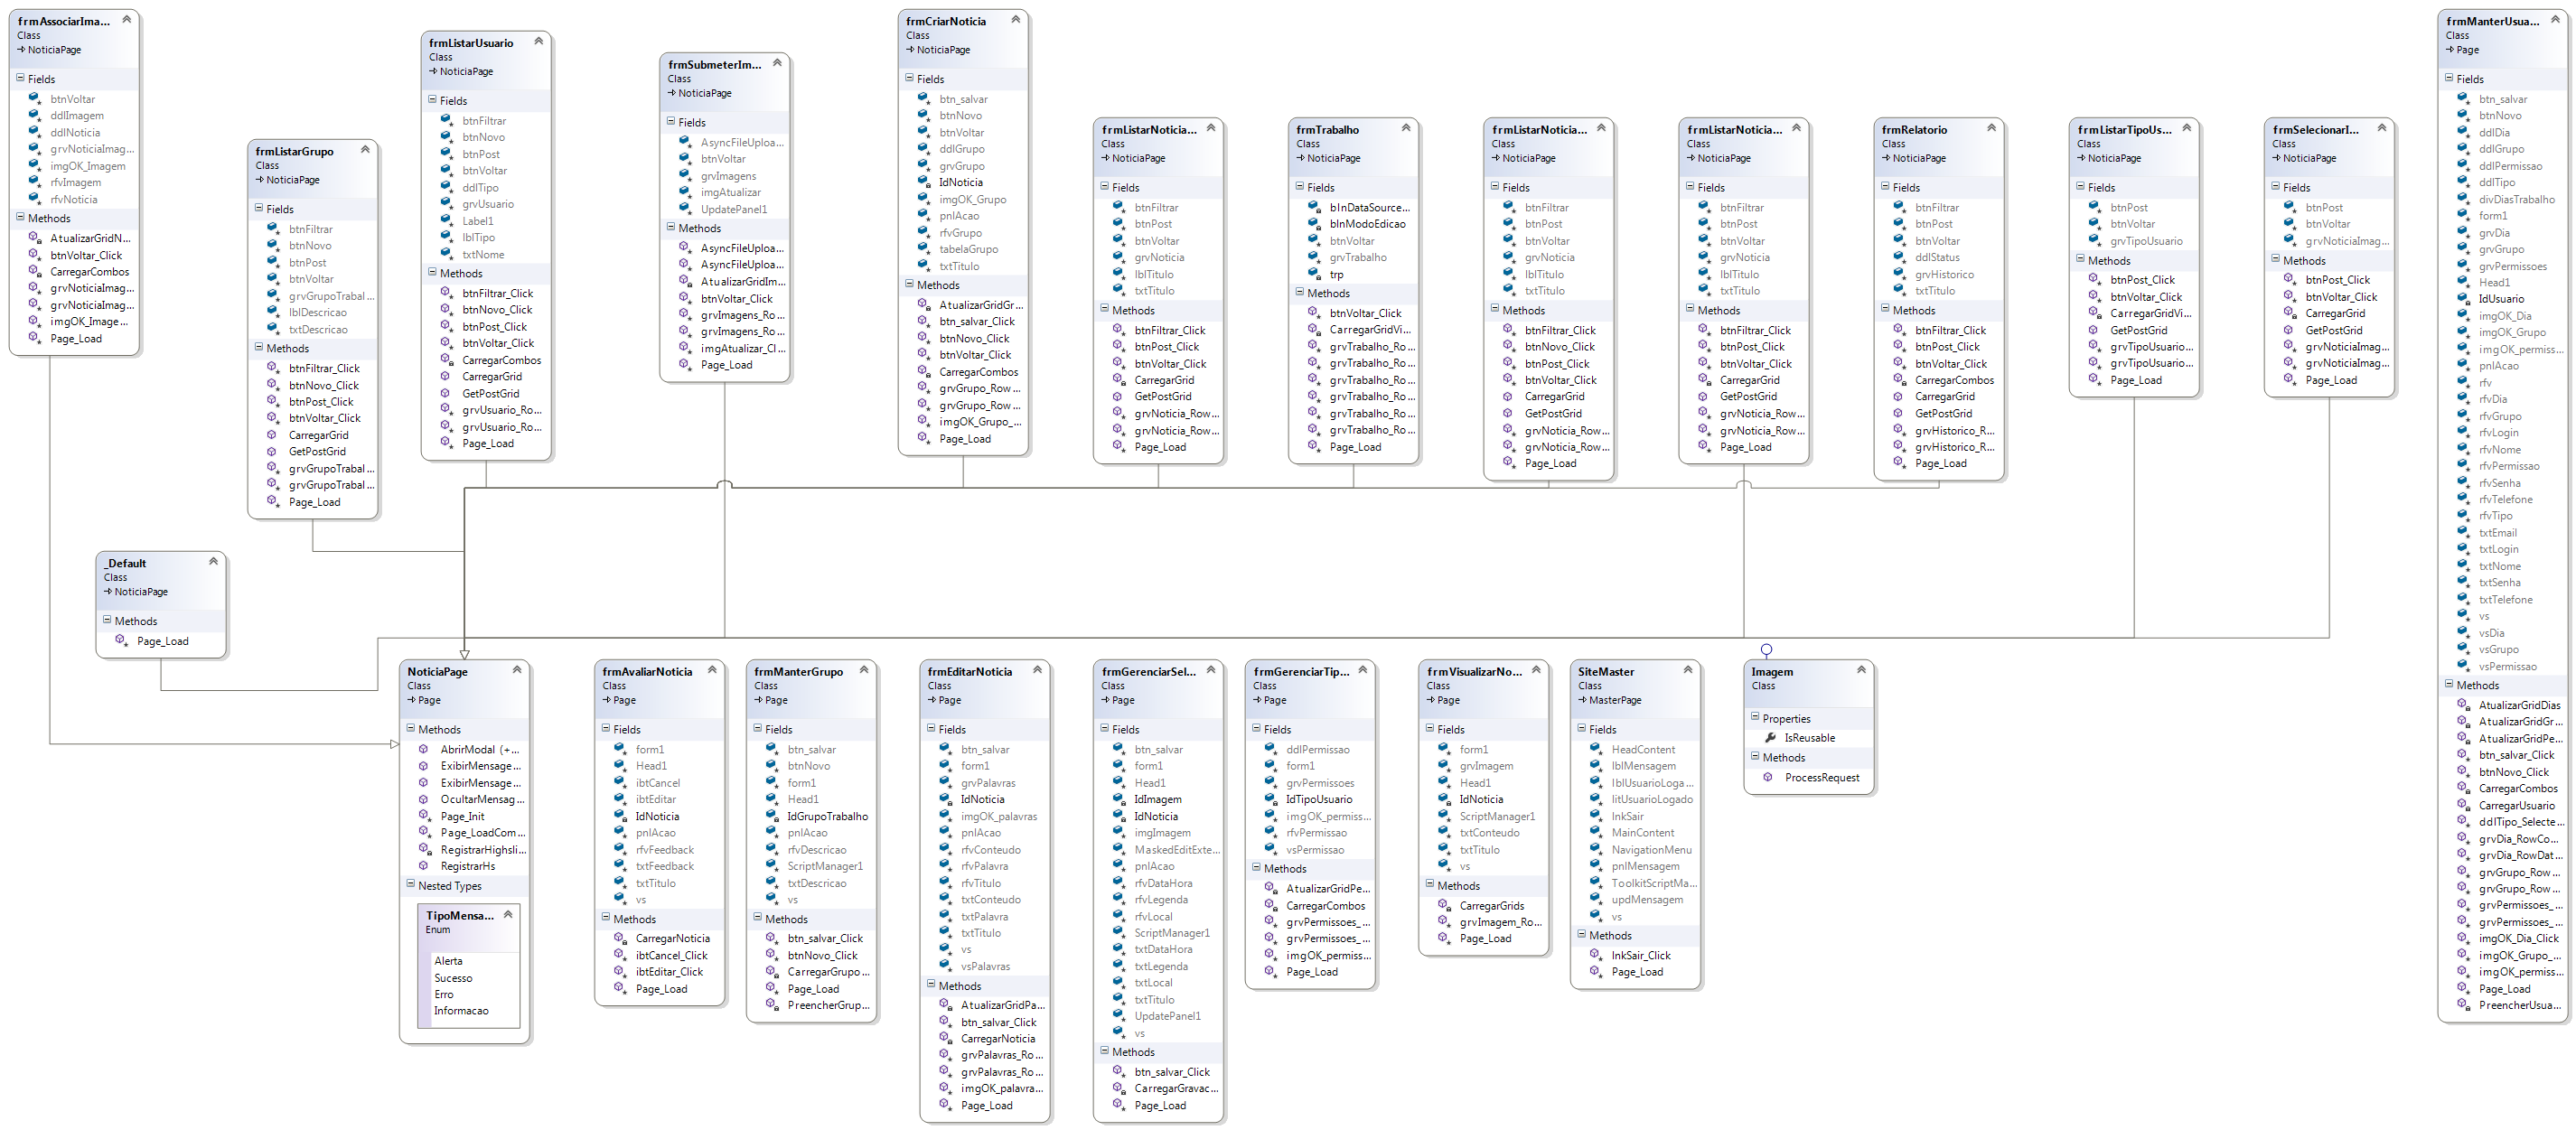 frmAssociarIma...
Class
NoticiaPage
Fields
btnVoltar
ddlImagem
ddlNoticia
grvNoticiaImag...
imgOK_Imagem
rfvImagem
rfvNoticia
Methods
AtualizarGridN...
btnVoltar_Click
CarregarCombos
grvNoticiaImag...
grvNoticiaImag...
imgOK_Image...
Page_Load
frmListarGrupo
Class
NoticiaPage
Fields
btnFiltrar
btnNovo
btnPost
btnVoltar
grvGrupoTrabal...
lblDescricao
txtDescricao
Methods
btnFiltrar_Click
btnNovo_Click
btnPost_Click
btnVoltar_Click
CarregarGrid
GetPostGrid
grvGrupoTrabal...
grvGrupoTrabal...
Page_Load
frmListarUsuario
Class
NoticiaPage
Fields
btnFiltrar
btnNovo
btnPost
btnVoltar
ddlTipo
grvUsuario
Label1
lblTipo
txtNome
Methods
btnFiltrar_Click
btnNovo_Click
btnPost_Click
btnVoltar_Click
CarregarCombos
CarregarGrid
GetPostGrid
grvUsuario_Ro...
grvUsuario_Ro...
Page_Load
frmSubmeterIm...
Class
NoticiaPage
Fields
AsyncFileUploa...
btnVoltar
grvImagens
imgAtualizar
UpdatePanel1
Methods
AsyncFileUploa...
AsyncFileUploa...
AtualizarGridIm...
btnVoltar_Click
grvImagens_Ro...
grvImagens_Ro...
imgAtualizar_Cl...
Page_Load
frmCriarNoticia
Class
NoticiaPage
Fields
btn_salvar
btnNovo
btnVoltar
ddlGrupo
grvGrupo
IdNoticia
imgOK_Grupo
pnlAcao
rfvGrupo
tabelaGrupo
txtTitulo
Methods
AtualizarGridGr...
btn_salvar_Click
btnNovo_Click
btnVoltar_Click
CarregarCombos
grvGrupo_Row...
grvGrupo_Row...
imgOK_Grupo_...
Page_Load
frmListarNoticia...
Class
NoticiaPage
Fields
btnFiltrar
btnPost
btnVoltar
grvNoticia
lblTitulo
txtTitulo
Methods
btnFiltrar_Click
btnPost_Click
btnVoltar_Click
CarregarGrid
GetPostGrid
grvNoticia_Row...
grvNoticia_Row...
Page_Load
frmTrabalho
Class
NoticiaPage
Fields
blnDataSource...
blnModoEdicao
btnVoltar
grvTrabalho
trp
Methods
btnVoltar_Click
CarregarGridVi...
grvTrabalho_Ro...
grvTrabalho_Ro...
grvTrabalho_Ro...
grvTrabalho_Ro...
grvTrabalho_Ro...
grvTrabalho_Ro...
Page_Load
frmListarNoticia...
Class
NoticiaPage
Fields
btnFiltrar
btnPost
btnVoltar
grvNoticia
lblTitulo
txtTitulo
Methods
btnFiltrar_Click
btnNovo_Click
btnPost_Click
btnVoltar_Click
CarregarGrid
GetPostGrid
grvNoticia_Row...
grvNoticia_Row...
Page_Load
frmListarNoticia...
Class
NoticiaPage
Fields
btnFiltrar
btnPost
btnVoltar
grvNoticia
lblTitulo
txtTitulo
Methods
btnFiltrar_Click
btnPost_Click
btnVoltar_Click
CarregarGrid
GetPostGrid
grvNoticia_Row...
grvNoticia_Row...
Page_Load
frmRelatorio
Class
NoticiaPage
Fields
btnFiltrar
btnPost
btnVoltar
ddlStatus
grvHistorico
txtTitulo
Methods
btnFiltrar_Click
btnPost_Click
btnVoltar_Click
CarregarCombos
CarregarGrid
GetPostGrid
grvHistorico_R...
grvHistorico_R...
Page_Load
frmListarTipoUs...
Class
NoticiaPage
Fields
btnPost
btnVoltar
grvTipoUsuario
Methods
btnPost_Click
btnVoltar_Click
CarregarGridVi...
GetPostGrid
grvTipoUsuario...
grvTipoUsuario...
Page_Load
frmSelecionarI...
Class
NoticiaPage
Fields
btnPost
btnVoltar
grvNoticiaImag...
Methods
btnPost_Click
btnVoltar_Click
CarregarGrid
GetPostGrid
grvNoticiaImag...
grvNoticiaImag...
Page_Load
frmManterUsua...
Class
Page
Fields
btn_salvar
btnNovo
ddlDia
ddlGrupo
ddlPermissao
ddlTipo
divDiasTrabalho
form1
grvDia
grvGrupo
grvPermissoes
Head1
IdUsuario
imgOK_Dia
imgOK_Grupo
imgOK_permiss...
pnlAcao
rfv
rfvDia
rfvGrupo
rfvLogin
rfvNome
rfvPermissao
rfvSenha
rfvTelefone
rfvTipo
txtEmail
txtLogin
txtNome
txtSenha
txtTelefone
vs
vsDia
vsGrupo
vsPermissao
Methods
AtualizarGridDias
AtualizarGridGr...
AtualizarGridPe...
btn_salvar_Click
btnNovo_Click
CarregarCombos
CarregarUsuario
ddlTipo_Selecte...
grvDia_RowCo...
grvDia_RowDat...
grvGrupo_Row...
grvGrupo_Row...
grvPermissoes_...
grvPermissoes_...
imgOK_Dia_Click
imgOK_Grupo_...
imgOK_permiss...
Page_Load
PreencherUsua...
_Default
Class
NoticiaPage
Methods
Page_Load
NoticiaPage
Class
Page
Methods
AbrirModal (+...
ExibirMensage...
ExibirMensage...
OcultarMensag...
Page_Init
Page_LoadCom...
RegistrarHighsli...
RegistrarHs
Nested Types
TipoMensa...
Enum
Alerta
Sucesso
Erro
Informacao
frmAvaliarNoticia
Class
Page
Fields
form1
Head1
ibtCancel
ibtEditar
IdNoticia
pnlAcao
rfvFeedback
txtFeedback
txtTitulo
vs
Methods
CarregarNoticia
ibtCancel_Click
ibtEditar_Click
Page_Load
frmManterGrupo
Class
Page
Fields
btn_salvar
btnNovo
form1
Head1
IdGrupoTrabalho
pnlAcao
rfvDescricao
ScriptManager1
txtDescricao
vs
Methods
btn_salvar_Click
btnNovo_Click
CarregarGrupo...
Page_Load
PreencherGrup...
frmEditarNoticia
Class
Page
Fields
btn_salvar
form1
grvPalavras
IdNoticia
imgOK_palavras
pnlAcao
rfvConteudo
rfvPalavra
rfvTitulo
txtConteudo
txtPalavra
txtTitulo
vs
vsPalavras
Methods
AtualizarGridPa...
btn_salvar_Click
CarregarNoticia
grvPalavras_Ro...
grvPalavras_Ro...
imgOK_palavra...
Page_Load
frmGerenciarSel...
Class
Page
Fields
btn_salvar
form1
Head1
IdImagem
IdNoticia
imgImagem
MaskedEditExte...
pnlAcao
rfvDataHora
rfvLegenda
rfvLocal
ScriptManager1
txtDataHora
txtLegenda
txtLocal
txtTitulo
UpdatePanel1
vs
Methods
btn_salvar_Click
CarregarGravac...
Page_Load
frmGerenciarTip...
Class
Page
Fields
ddlPermissao
form1
grvPermissoes
IdTipoUsuario
imgOK_permiss...
rfvPermissao
vsPermissao
Methods
AtualizarGridPe...
CarregarCombos
grvPermissoes_...
grvPermissoes_...
imgOK_permiss...
Page_Load
frmVisualizarNo...
Class
Page
Fields
form1
grvImagem
Head1
IdNoticia
ScriptManager1
txtConteudo
txtTitulo
vs
Methods
CarregarGrids
grvImagem_Ro...
Page_Load
SiteMaster
Class
MasterPage
Fields
HeadContent
lblMensagem
lblUsuarioLoga...
litUsuarioLogado
lnkSair
MainContent
NavigationMenu
pnlMensagem
ToolkitScriptMa...
updMensagem
vs
Methods
lnkSair_Click
Page_Load
Imagem
Class
Properties
IsReusable
Methods
ProcessRequest